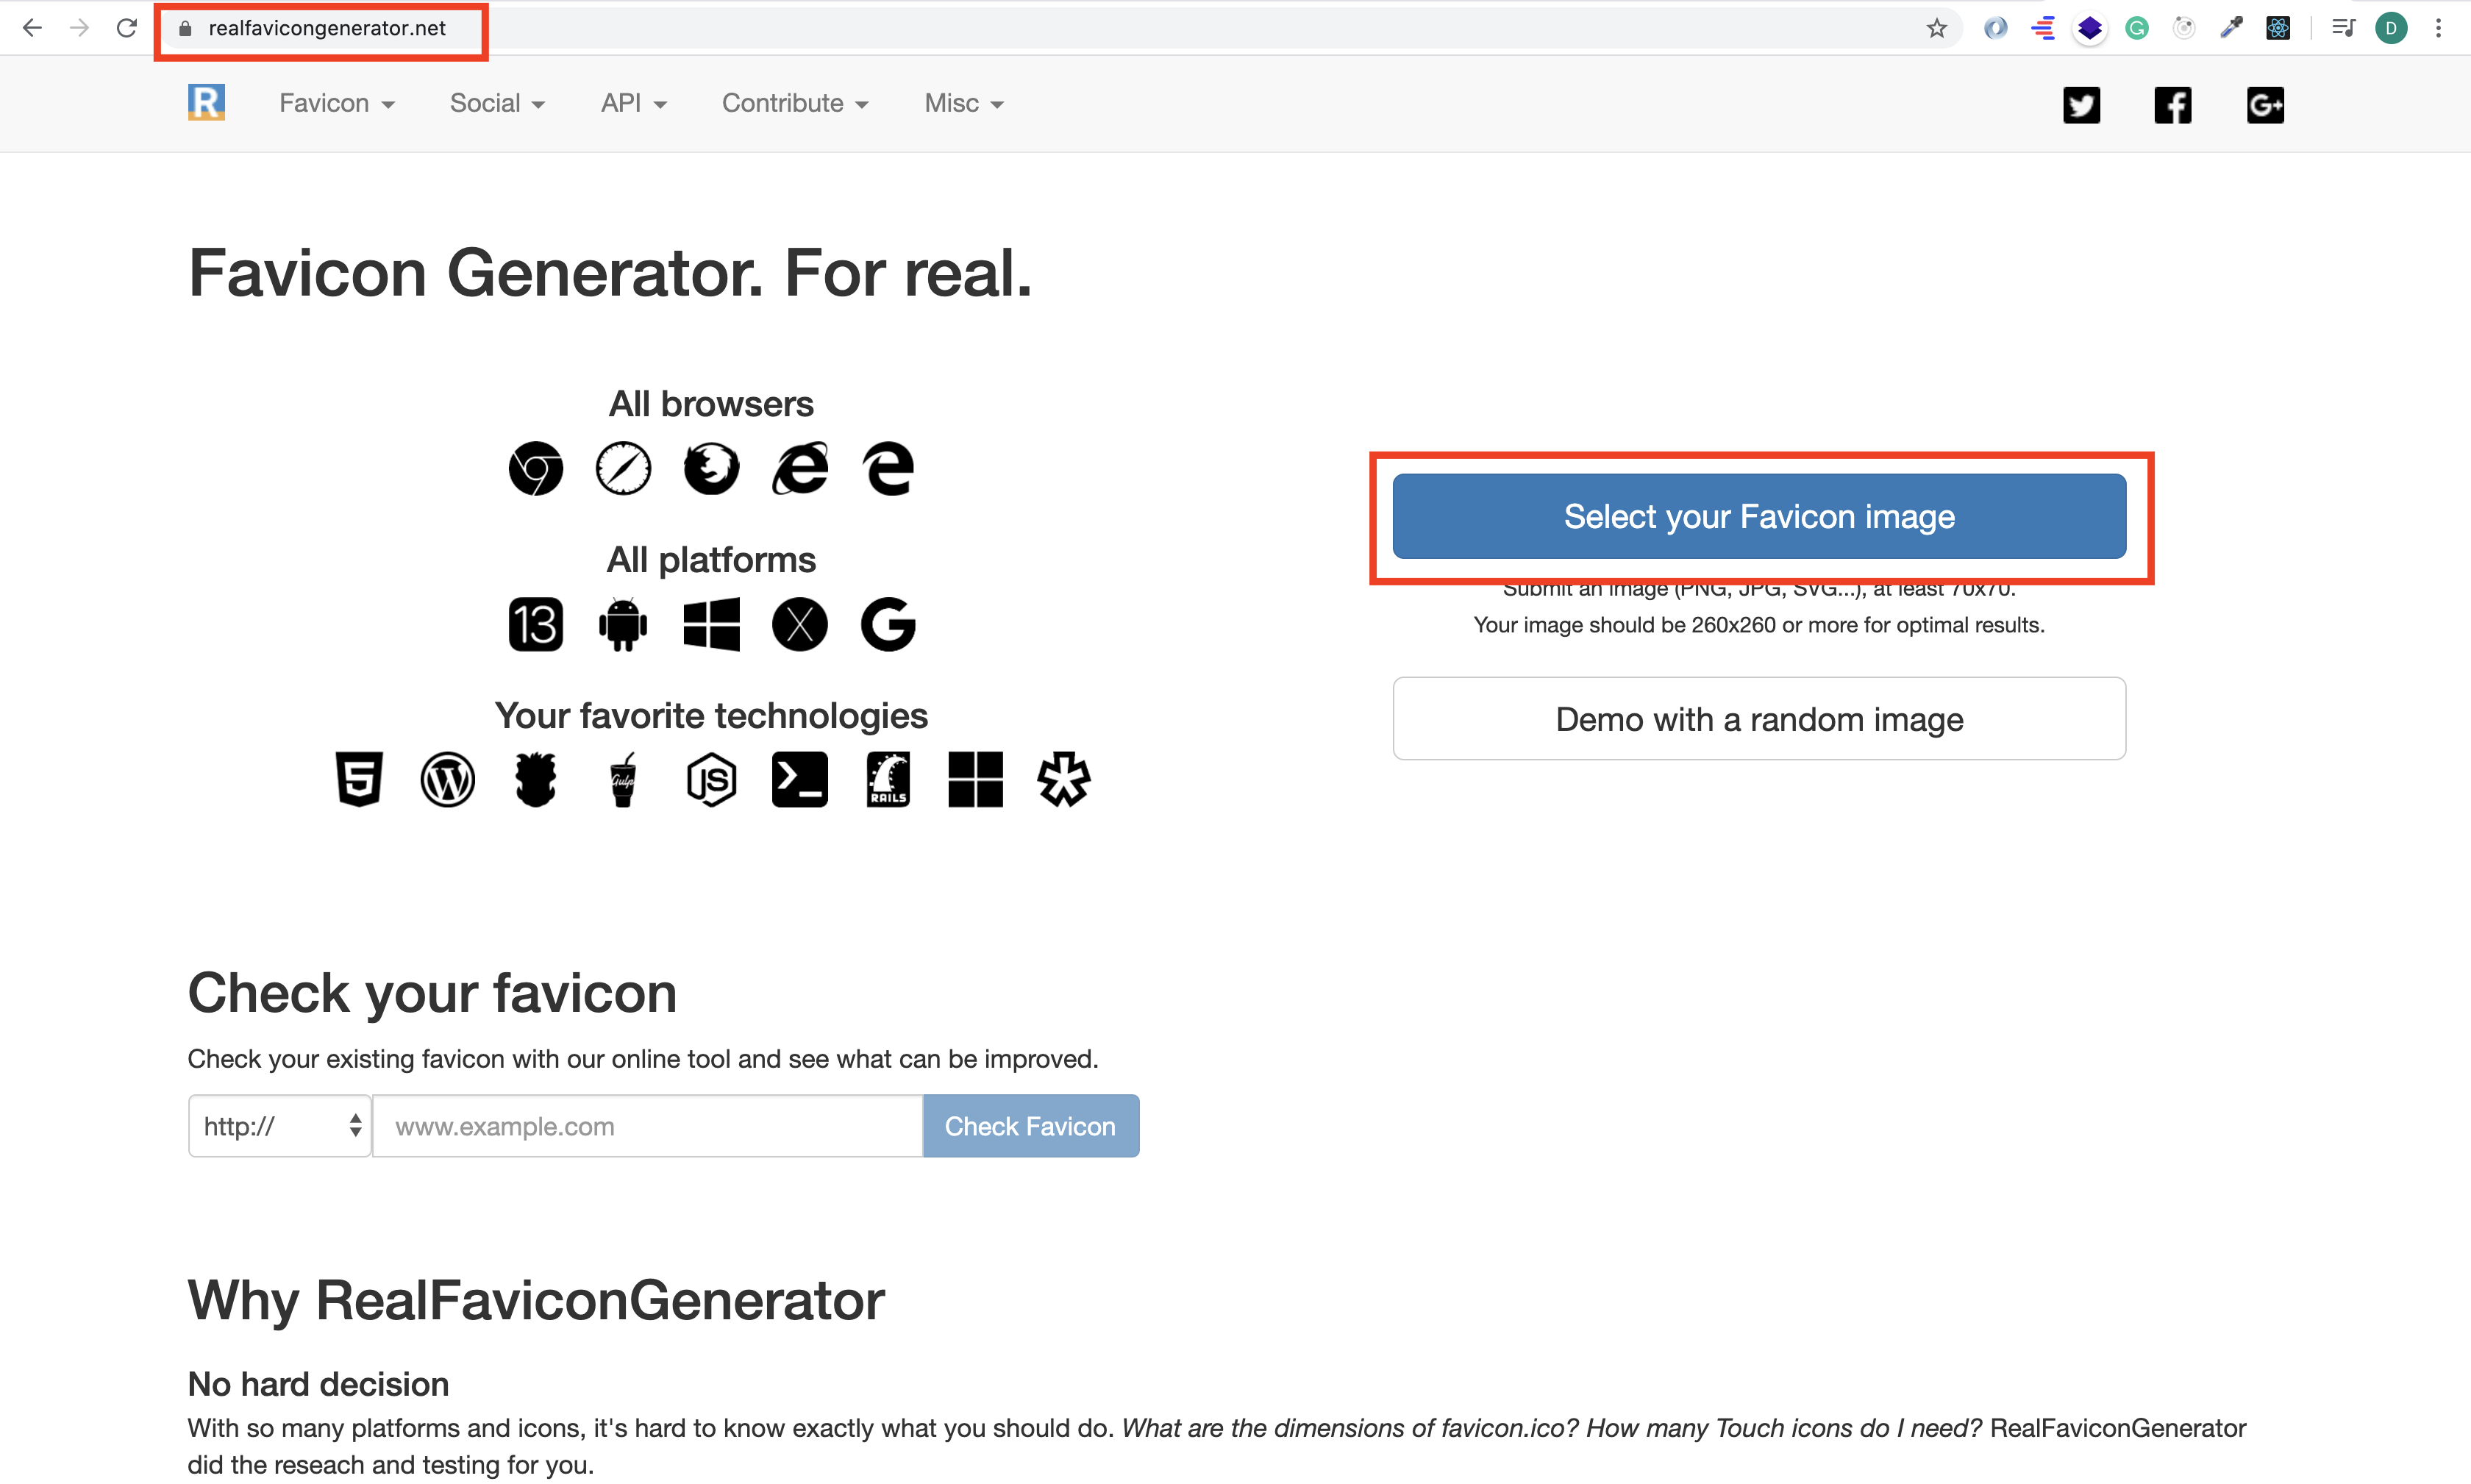 realfavicongenerator.net
D
R
Favicon Social API Contribute Misc
G+
Favicon Generator. For real.
All browsers
Select your Favicon image
All platforms
Submit an image (PNG, JPG, SVG...), at least 70x70.
13
Your image should be 260x260 or more for optimal results.
Your favorite technologies
Demo with a random image
5 W Gulp JS RAILS
Check your favicon
Check your existing favicon with our online tool and see what can be improved.
http:// www.example.com Check Favicon
Why RealFaviconGenerator
No hard decision
With so many platforms and icons, it's hard to know exactly what you should do. What are the dimensions of favicon.ico? How many Touch icons do I need? RealFaviconGenerator
did the reseach and testing for you.